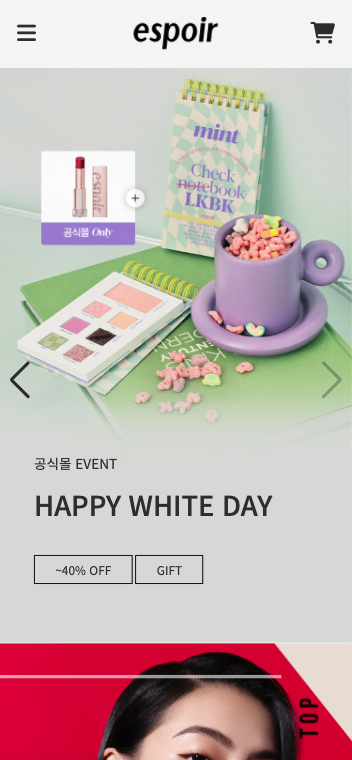 espoir
mint
Check
notebook
LKBK
공식몰 Only
공식몰 EVENT
HAPPY WHITE DAY
~40% OFF
GIFT
TOP